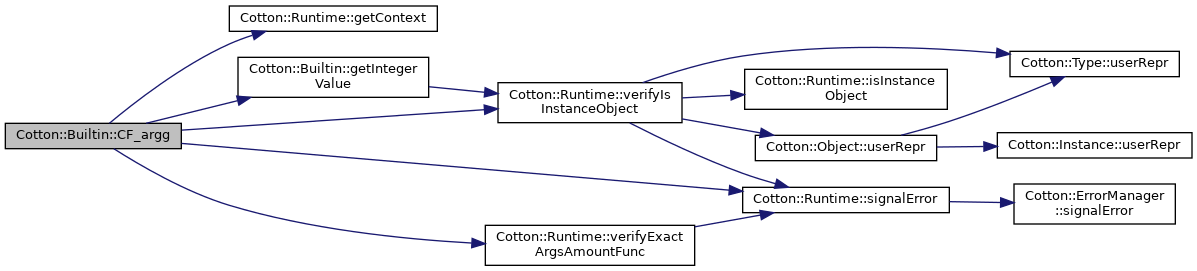 Cotton::Builtin::CF_argg
Cotton::Runtime::getContext
Cotton::Builtin::getInteger
Value
Cotton::Runtime::verifyIs
InstanceObject
Cotton::Type::userRepr
Cotton::Runtime::isInstance
Object
Cotton::Object::userRepr
Cotton::Instance::userRepr
Cotton::Runtime::signalError
Cotton::ErrorManager
::signalError
Cotton::Runtime::verifyExact
ArgsAmountFunc